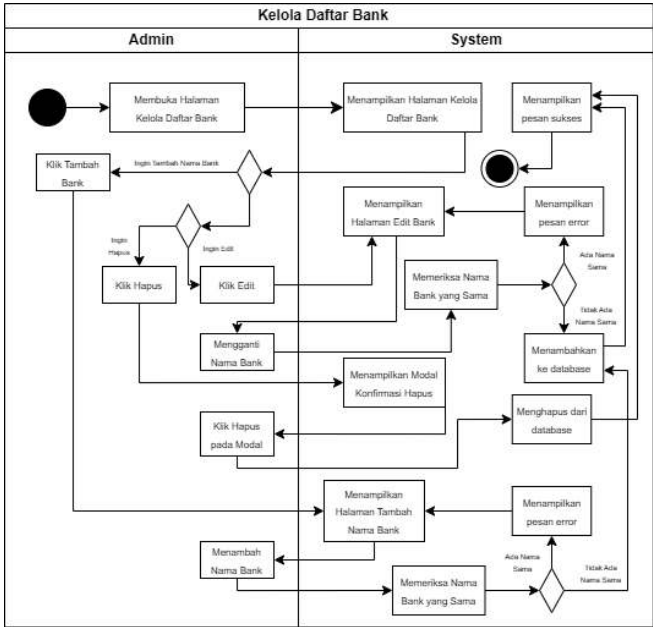 Kelola Daftar Bank
Admin
System
Membuka Halaman
Kelola Daftar Bank
Menampilkan Halaman Kelola
Daftar Bank
Menampilkan
pesan sukses
Klik Tambah
Bank
Ingin Tambah Nama Bank
Ingin
Hapus
Ingin Edit
Klik Hapus
Klik Edit
Menampilkan
Halaman Edit Bank
Menampilkan
pesan error
Ada Nama
Sama
Memeriksa Nama
Bank yang Sama
Tidak Ada
Nama Sama
Mengganti
Nama Bank
Menambahkan
ke database
Menampilkan Modal
Konfirmasi Hapus
Klik Hapus
pada Modal
Menghapus dari
database
Menampilkan
Halaman Tambah
Nama Bank
Menampilkan
pesan error
Menambah
Nama Bank
Ada Nama
Sama
Tidak Ada
Nama Sama
Memeriksa Nama
Bank yang Sama